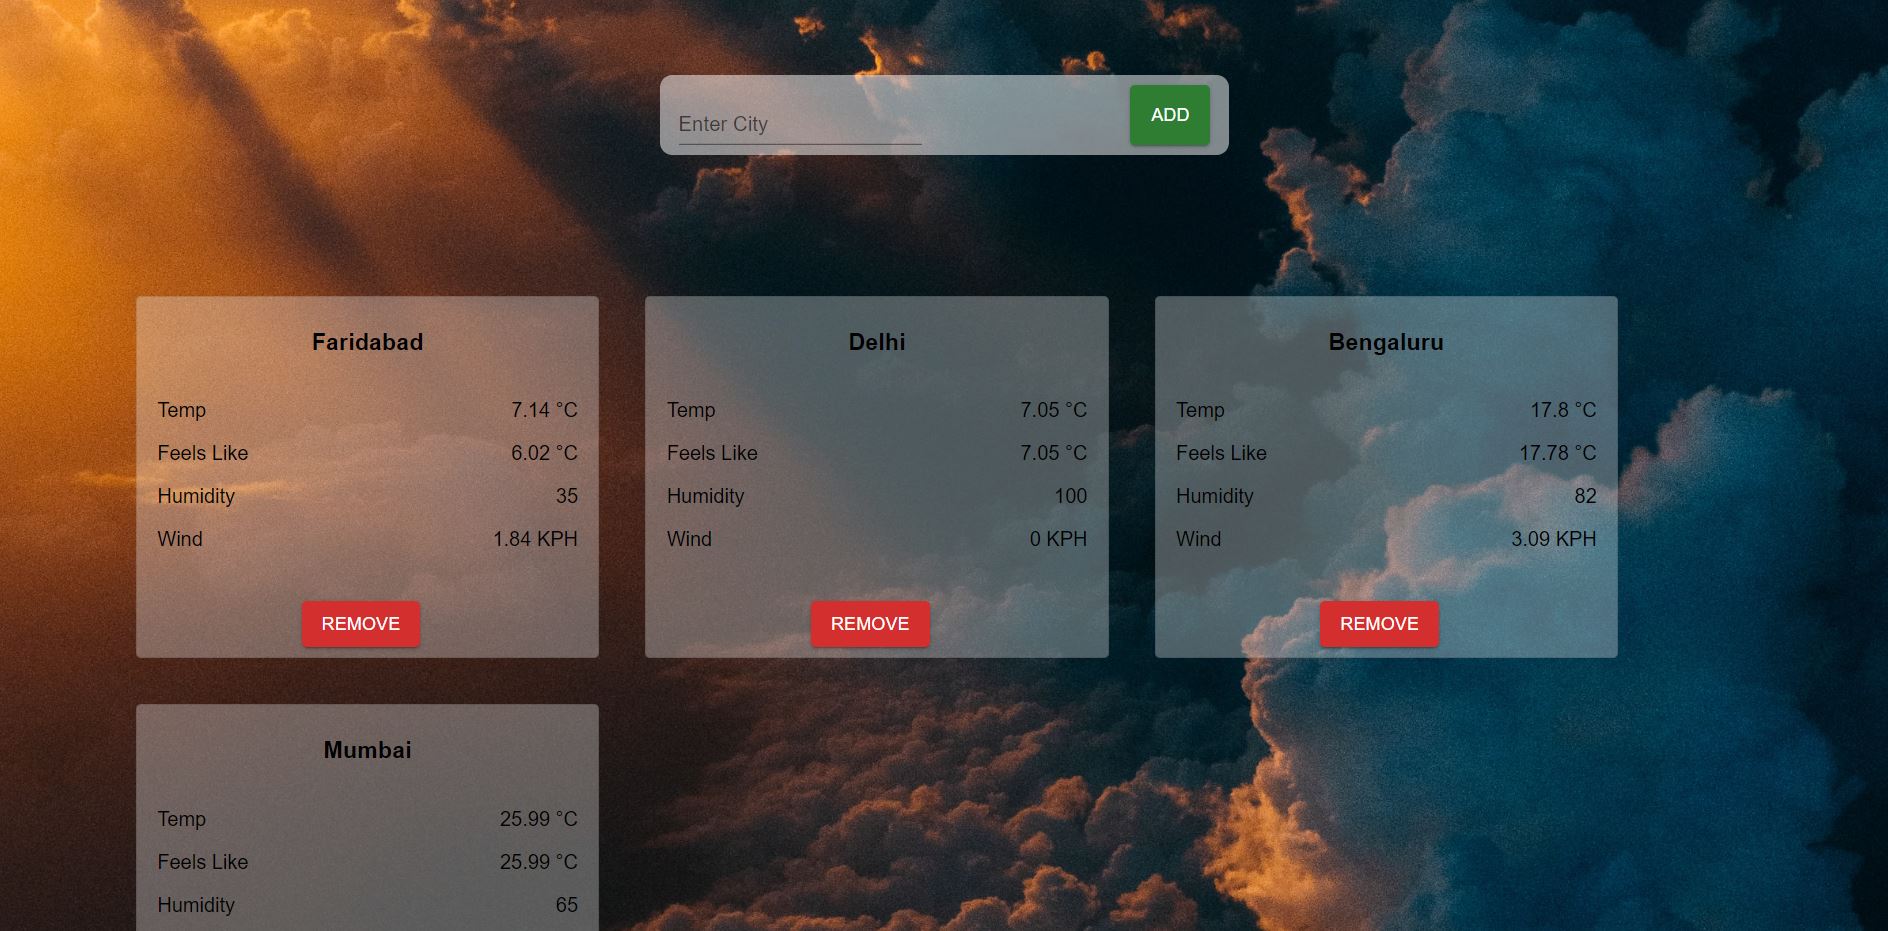 Enter City
ADD
Faridabad
Temp 7.14 °C
Feels Like 6.02 °C
Humidity 35
Wind 1.84 KPH
REMOVE
Delhi
Temp 7.05 °C
Feels Like 7.05 °C
Humidity 100
Wind 0 KPH
REMOVE
Bengaluru
Temp 17.8 °C
Feels Like 17.78 °C
Humidity 82
Wind 3.09 KPH
REMOVE
Mumbai
Temp 25.99 °C
Feels Like 25.99 °C
Humidity 65